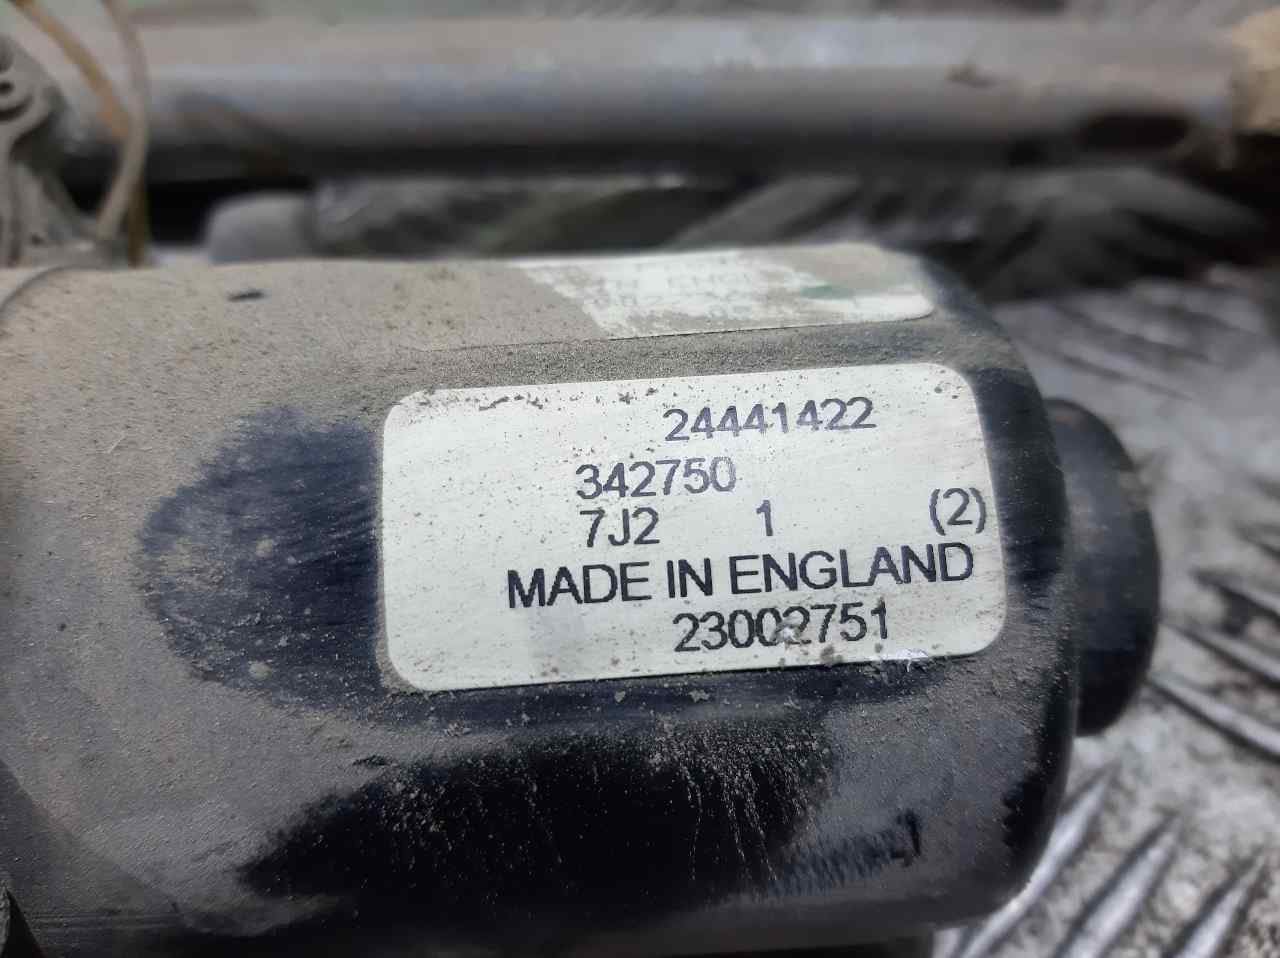 24441422
342750
7J2 1 (2)
MADE IN ENGLAND
23002751